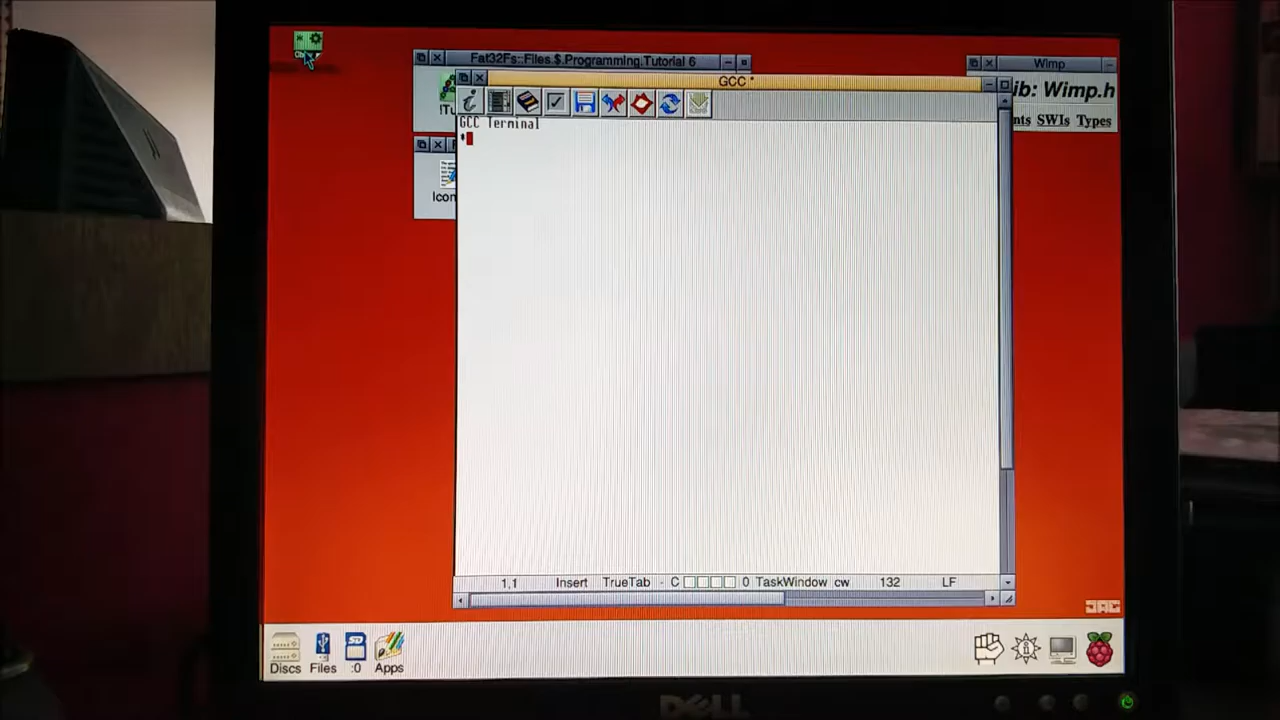 Fat32Fs::Files.$.Programming.Tutorial 6
Wimp
GCC *
ib: Wimp.h
nts SWIs Types
GCC Terminal
*
Icon
1,1 Insert TrueTab - C 0 TaskWindow cw 132 LF
Discs Files :0 Apps
DELL